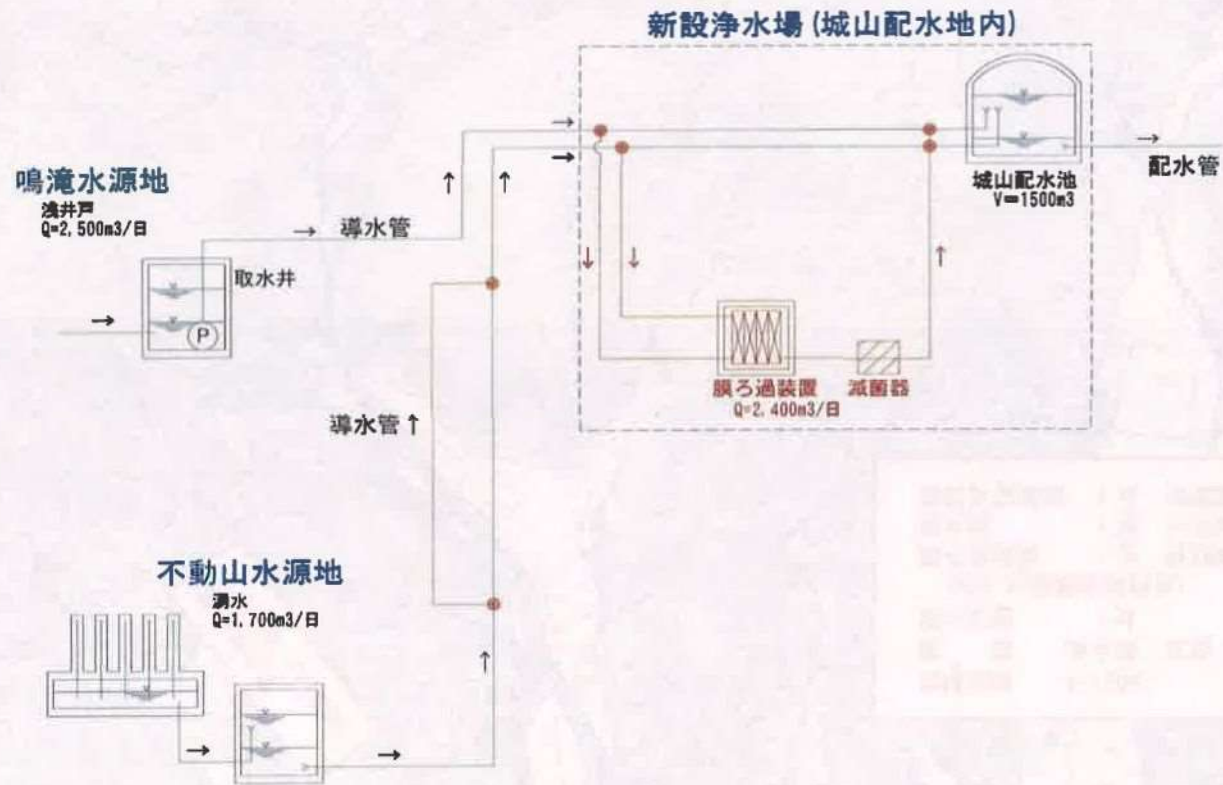 新設浄水場(城山配水地内)
鳴滝水源地
浅井戸
Q=2,500m3/日
取水井
P
→ 導水管
城山配水池
V=1500m3
→
配水管
膜ろ過装置
Q=2,400m3/日
滅菌器
導水管↑
不動山水源地
湧水
Q=1,700m3/日